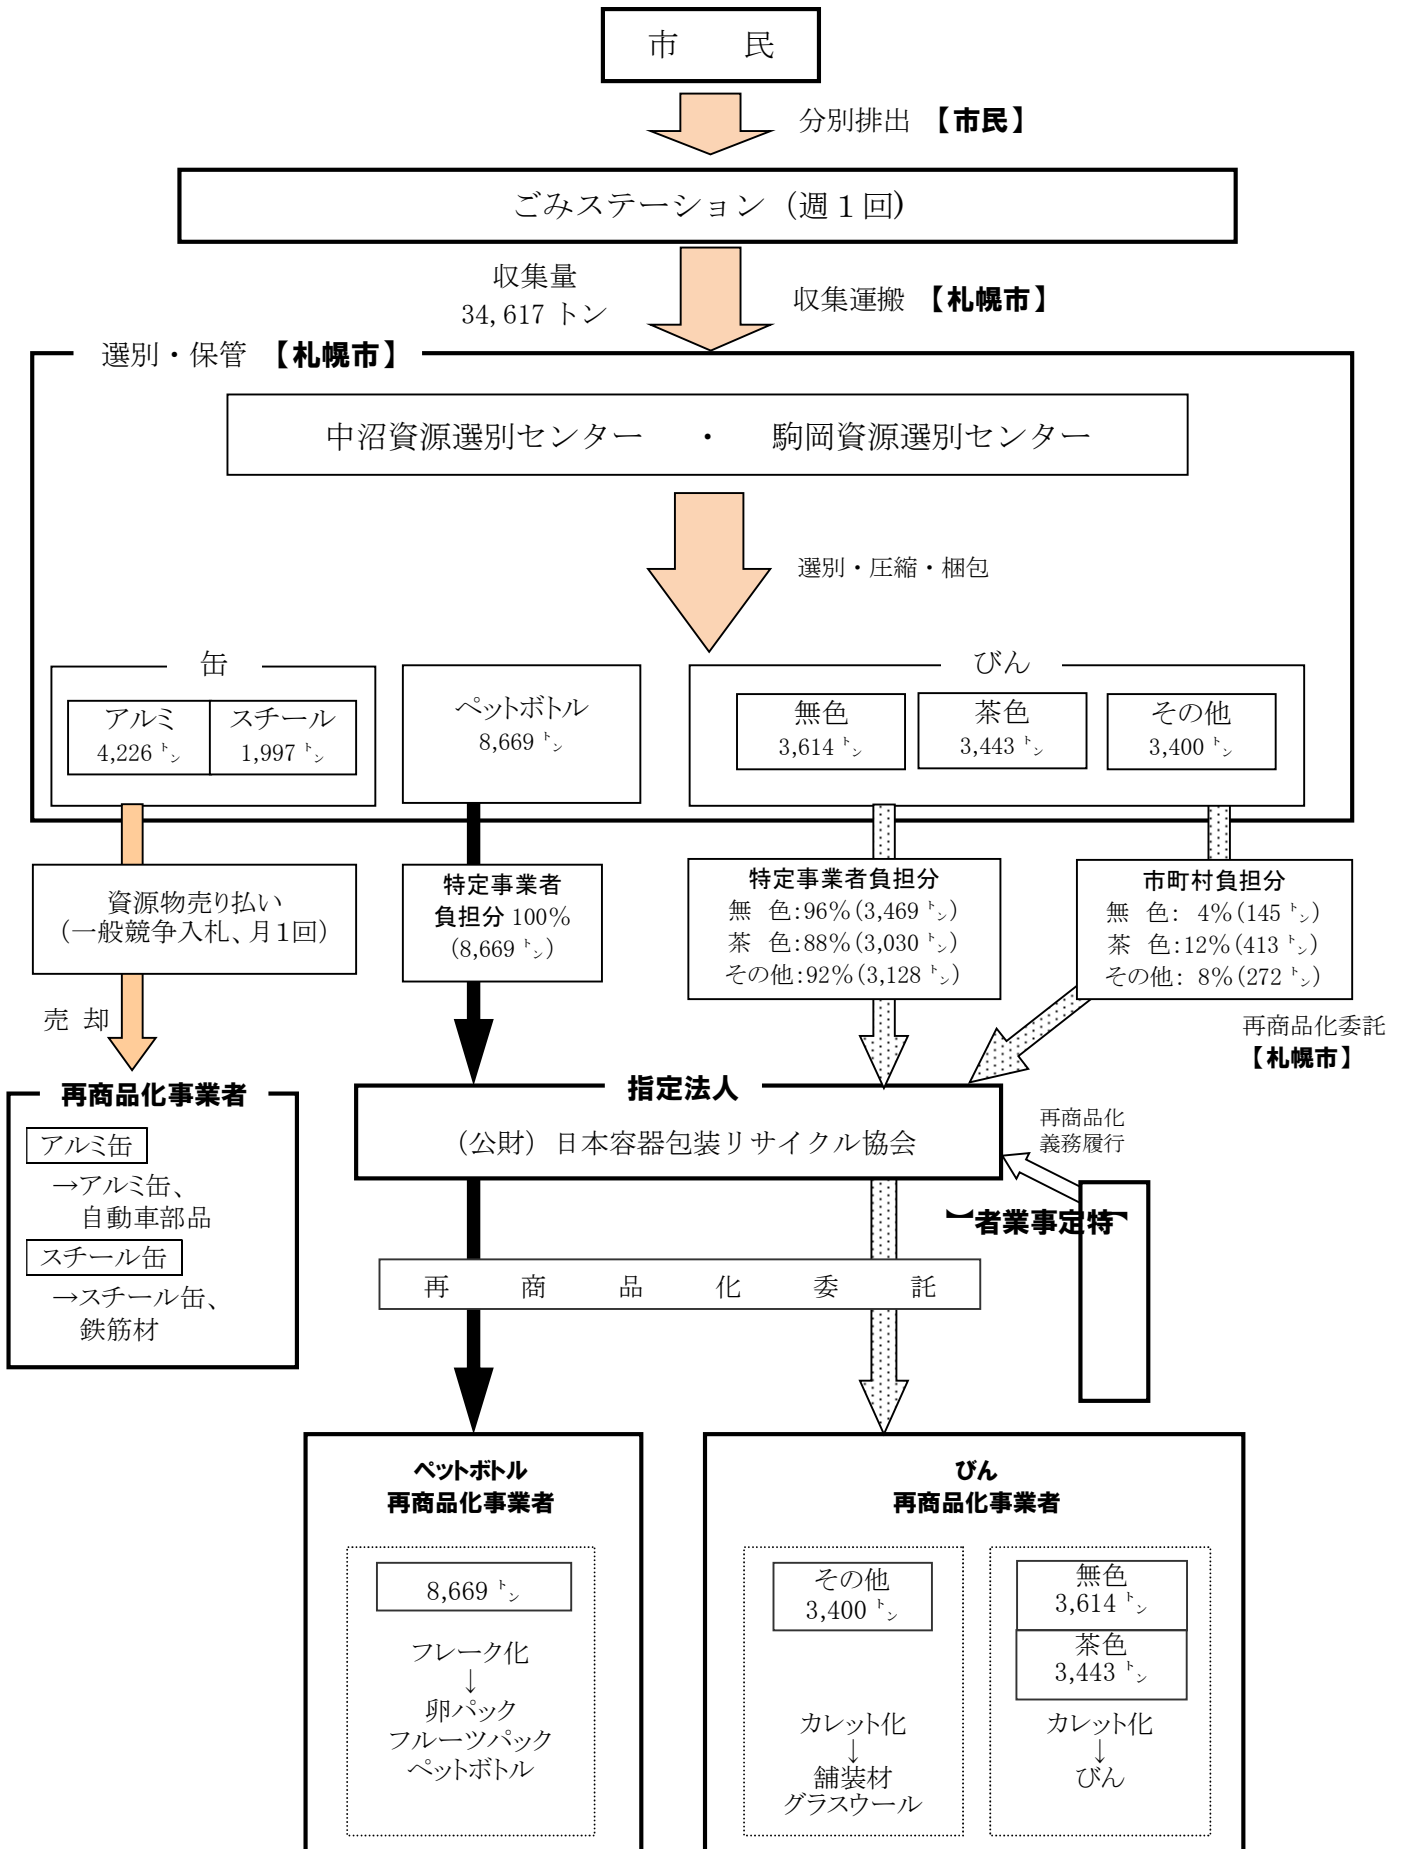 市　民
分別排出 【市民】
ごみステーション（週１回)
収集量
34,617 トン
収集運搬 【札幌市】
選別・保管 【札幌市】
中沼資源選別センター ・ 駒岡資源選別センター
選別・圧縮・梱包
缶
アルミ
4,226 ㌧
スチール
1,997 ㌧
ペットボトル
8,669 ㌧
びん
無色
3,614 ㌧
茶色
3,443 ㌧
その他
3,400 ㌧
資源物売り払い
（一般競争入札、月１回）
特定事業者
負担分 100%
(8,669 ㌧)
特定事業者負担分
無　色:96%(3,469 ㌧)
茶　色:88%(3,030 ㌧)
その他:92%(3,128 ㌧)
市町村負担分
無　色: 4%(145 ㌧)
茶　色:12%(413 ㌧)
その他: 8%(272 ㌧)
売 却
再商品化委託
【札幌市】
再商品化事業者
アルミ缶
→アルミ缶、
自動車部品
スチール缶
→スチール缶、
鉄筋材
指定法人
（公財）日本容器包装リサイクル協会
再商品化
義務履行
【特定事業者】
再 商 品 化 委 託
ペットボトル
再商品化事業者
8,669 ㌧
フレーク化
↓
卵パック
フルーツパック
ペットボトル
びん
再商品化事業者
その他
3,400 ㌧
カレット化
↓
舗装材
グラスウール
無色
3,614 ㌧
茶色
3,443 ㌧
カレット化
↓
びん